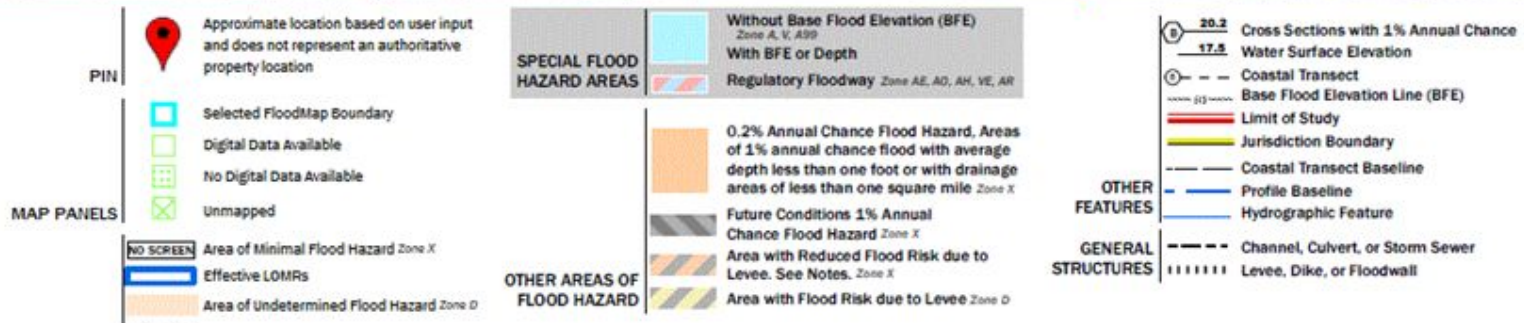 Approximate location based on user input
and does not represent an authoritative
property location
PIN
Selected FloodMap Boundary
Digital Data Available
No Digital Data Available
Unmapped
MAP PANELS
NO SCREEN Area of Minimal Flood Hazard Zone X
Effective LOMRs
Area of Undetermined Flood Hazard Zone D
Without Base Flood Elevation (BFE)
Zone A, V, A99
With BFE or Depth
Regulatory Floodway Zone AE, AO, AH, VE, AR
SPECIAL FLOOD
HAZARD AREAS
0.2% Annual Chance Flood Hazard, Areas
of 1% annual chance flood with average
depth less than one foot or with drainage
areas of less than one square mile Zone X
Future Conditions 1% Annual
Chance Flood Hazard Zone X
Area with Reduced Flood Risk due to
Levee. See Notes. Zone X
Area with Flood Risk due to Levee Zone D
OTHER AREAS OF
FLOOD HAZARD
20.2 Cross Sections with 1% Annual Chance
17.5 Water Surface Elevation
Coastal Transect
Base Flood Elevation Line (BFE)
Limit of Study
Jurisdiction Boundary
Coastal Transect Baseline
Profile Baseline
Hydrographic Feature
OTHER
FEATURES
Channel, Culvert, or Storm Sewer
Levee, Dike, or Floodwall
GENERAL
STRUCTURES